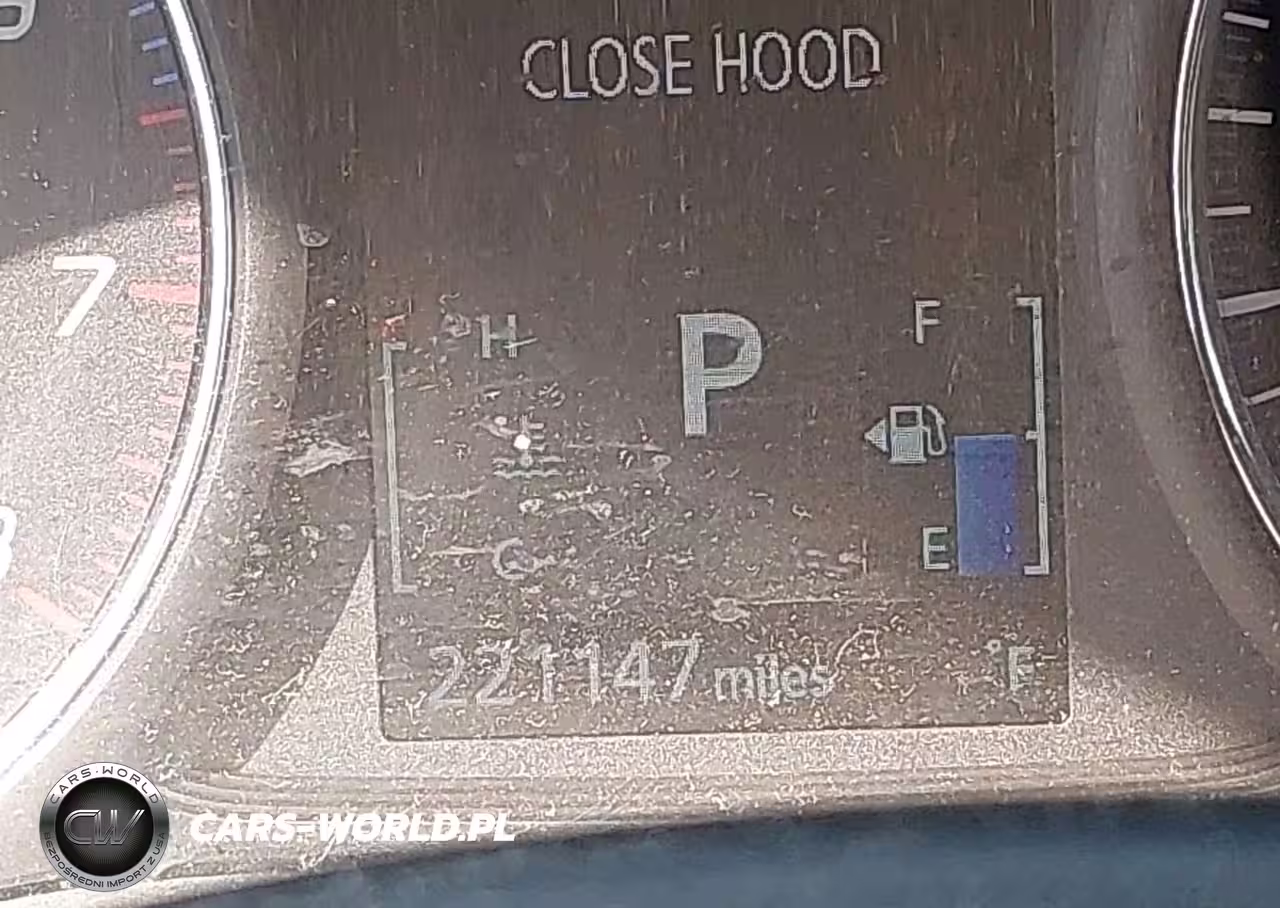 CLOSE HOOD
7
H
P
F
E
C
221147 miles
°F
CARS-WORLD
CW
BEZPOŚREDNI IMPORT Z USA
CARS-WORLD.PL